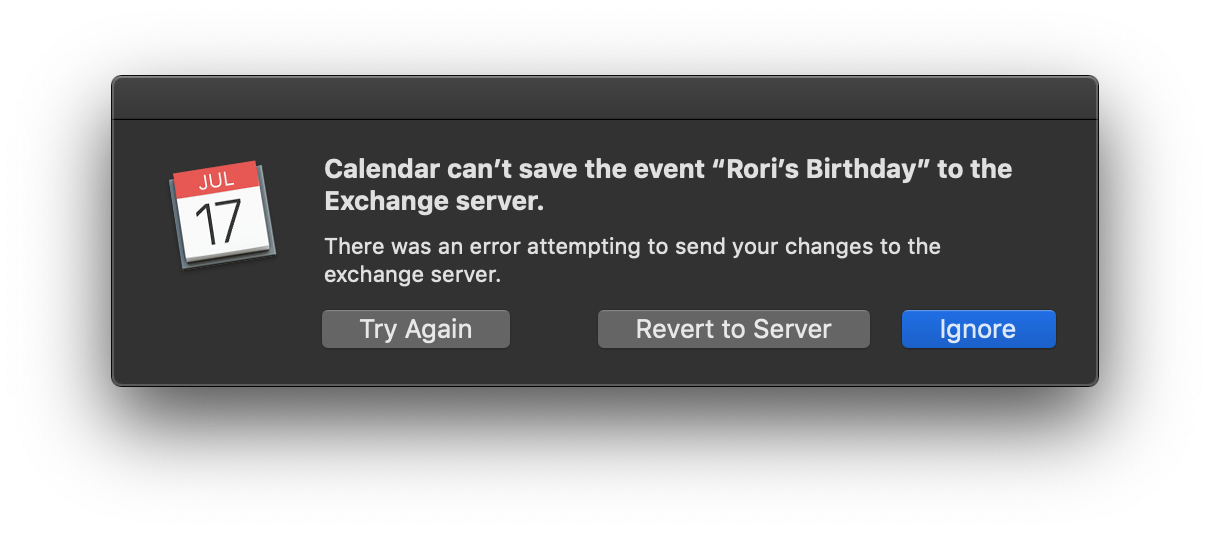 JUL
17
Calendar can’t save the event “Rori’s Birthday” to the
Exchange server.
There was an error attempting to send your changes to the
exchange server.
Try Again
Revert to Server
Ignore